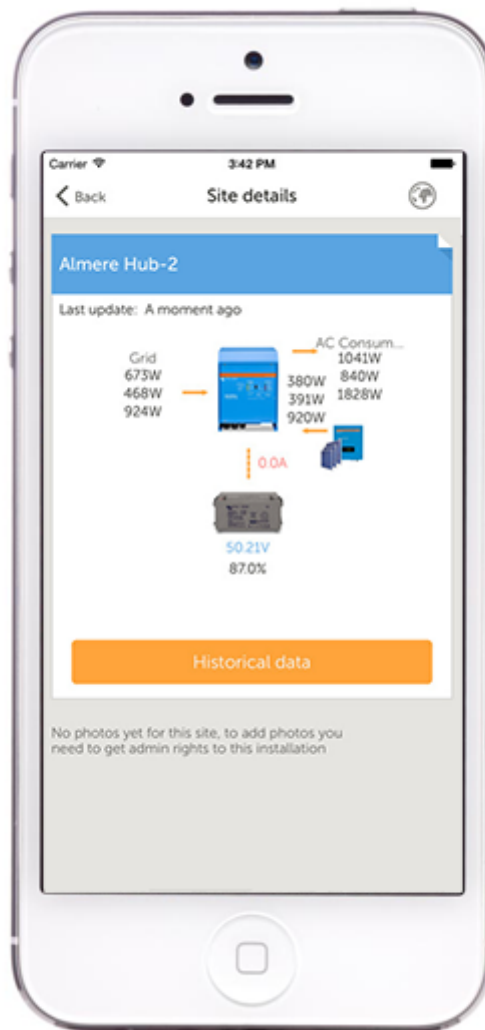 Carrier
3:42 PM
Back
Site details
Almere Hub-2
Last update: A moment ago
Grid
673W
468W
924W
AC Consum...
1041W
840W
1828W
380W
391W
920W
0.0A
50.21V
87.0%
Historical data
No photos yet for this site, to add photos you
need to get admin rights to this installation